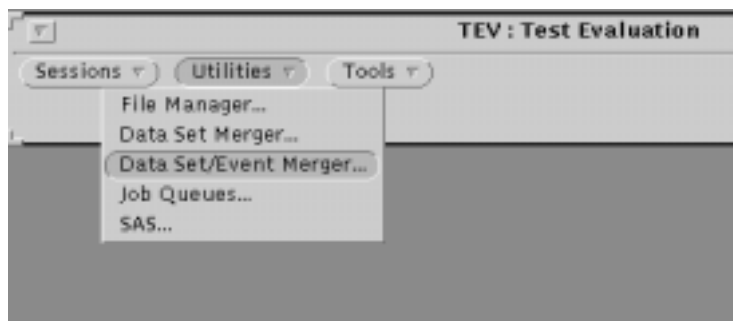 TEV : Test Evaluation
Sessions Utilities Tools
File Manager...
Data Set Merger...
Data Set/Event Merger...
Job Queues...
SAS...